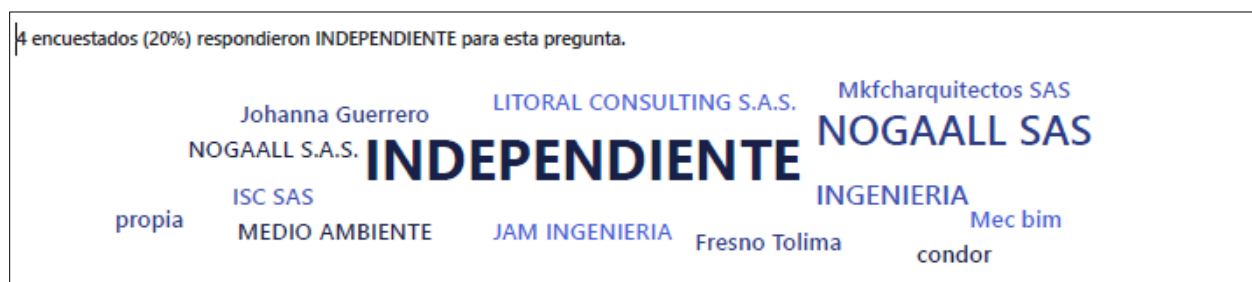 4 encuestados (20%) respondieron INDEPENDIENTE para esta pregunta.
Mkfcharquitectos SAS
LITORAL CONSULTING S.A.S.
Johanna Guerrero
NOGAALL SAS
NOGAALL S.A.S.
INDEPENDIENTE
ISC SAS
INGENIERIA
propia
MEDIO AMBIENTE
JAM INGENIERIA
Fresno Tolima
Mec bim
condor